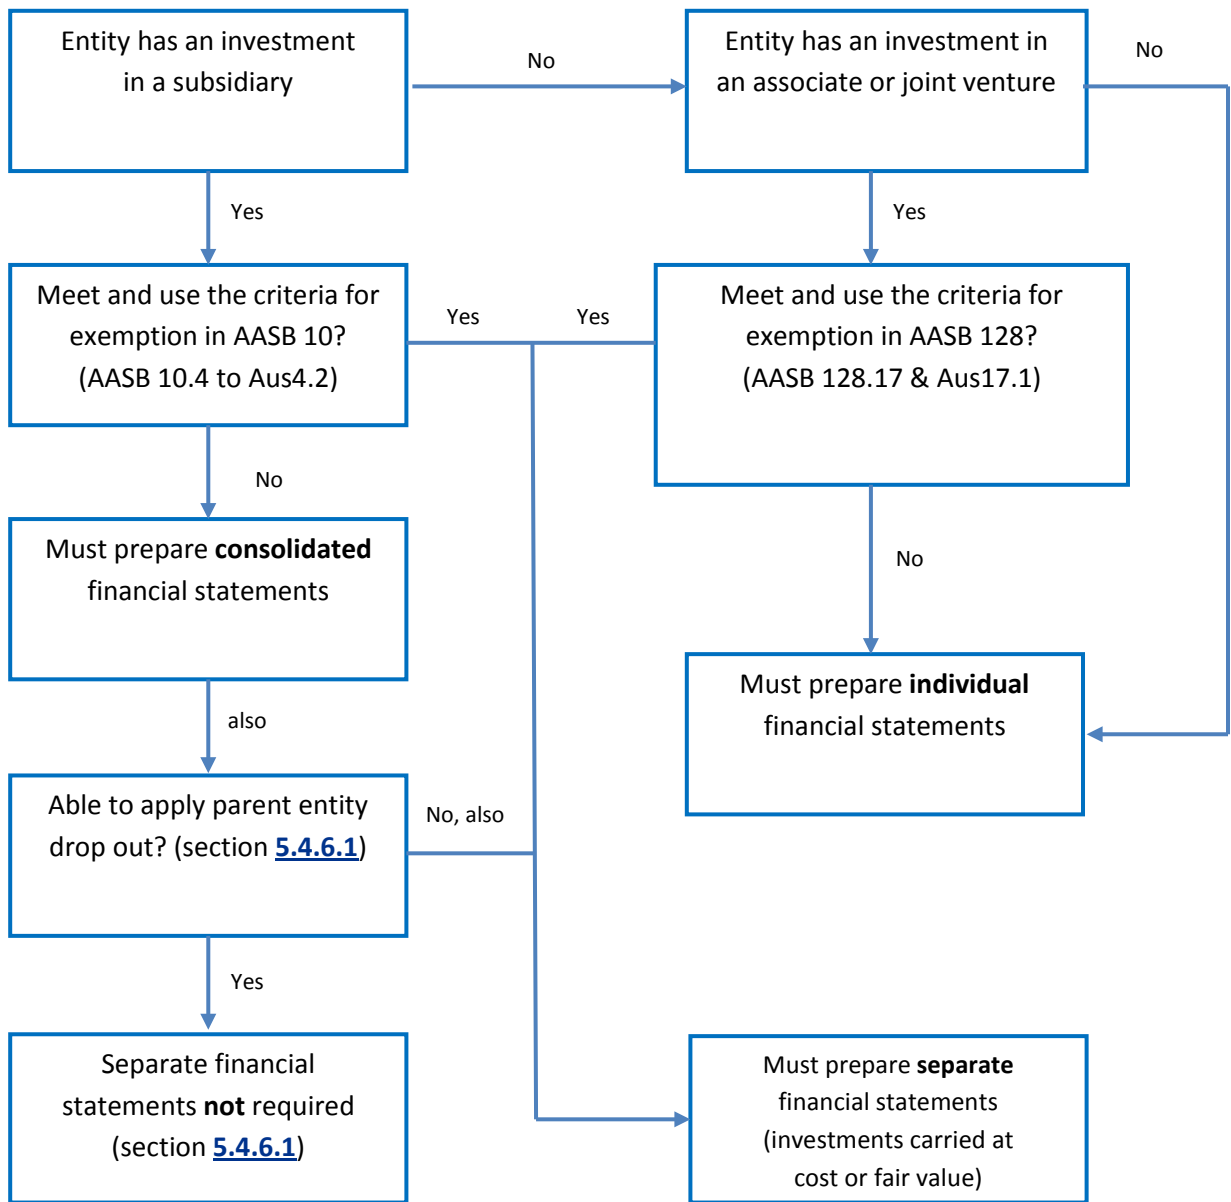 Entity has an investment
in a subsidiary
No
Entity has an investment in
an associate or joint venture
No
Yes
Yes
Meet and use the criteria for
exemption in AASB 10?
(AASB 10.4 to Aus4.2)
Yes
Yes
Meet and use the criteria for
exemption in AASB 128?
(AASB 128.17 & Aus17.1)
No
No
Must prepare consolidated
financial statements
Must prepare individual
financial statements
also
Able to apply parent entity
drop out? (section 5.4.6.1)
No, also
Yes
Separate financial
statements not required
(section 5.4.6.1)
Must prepare separate
financial statements
(investments carried at
cost or fair value)